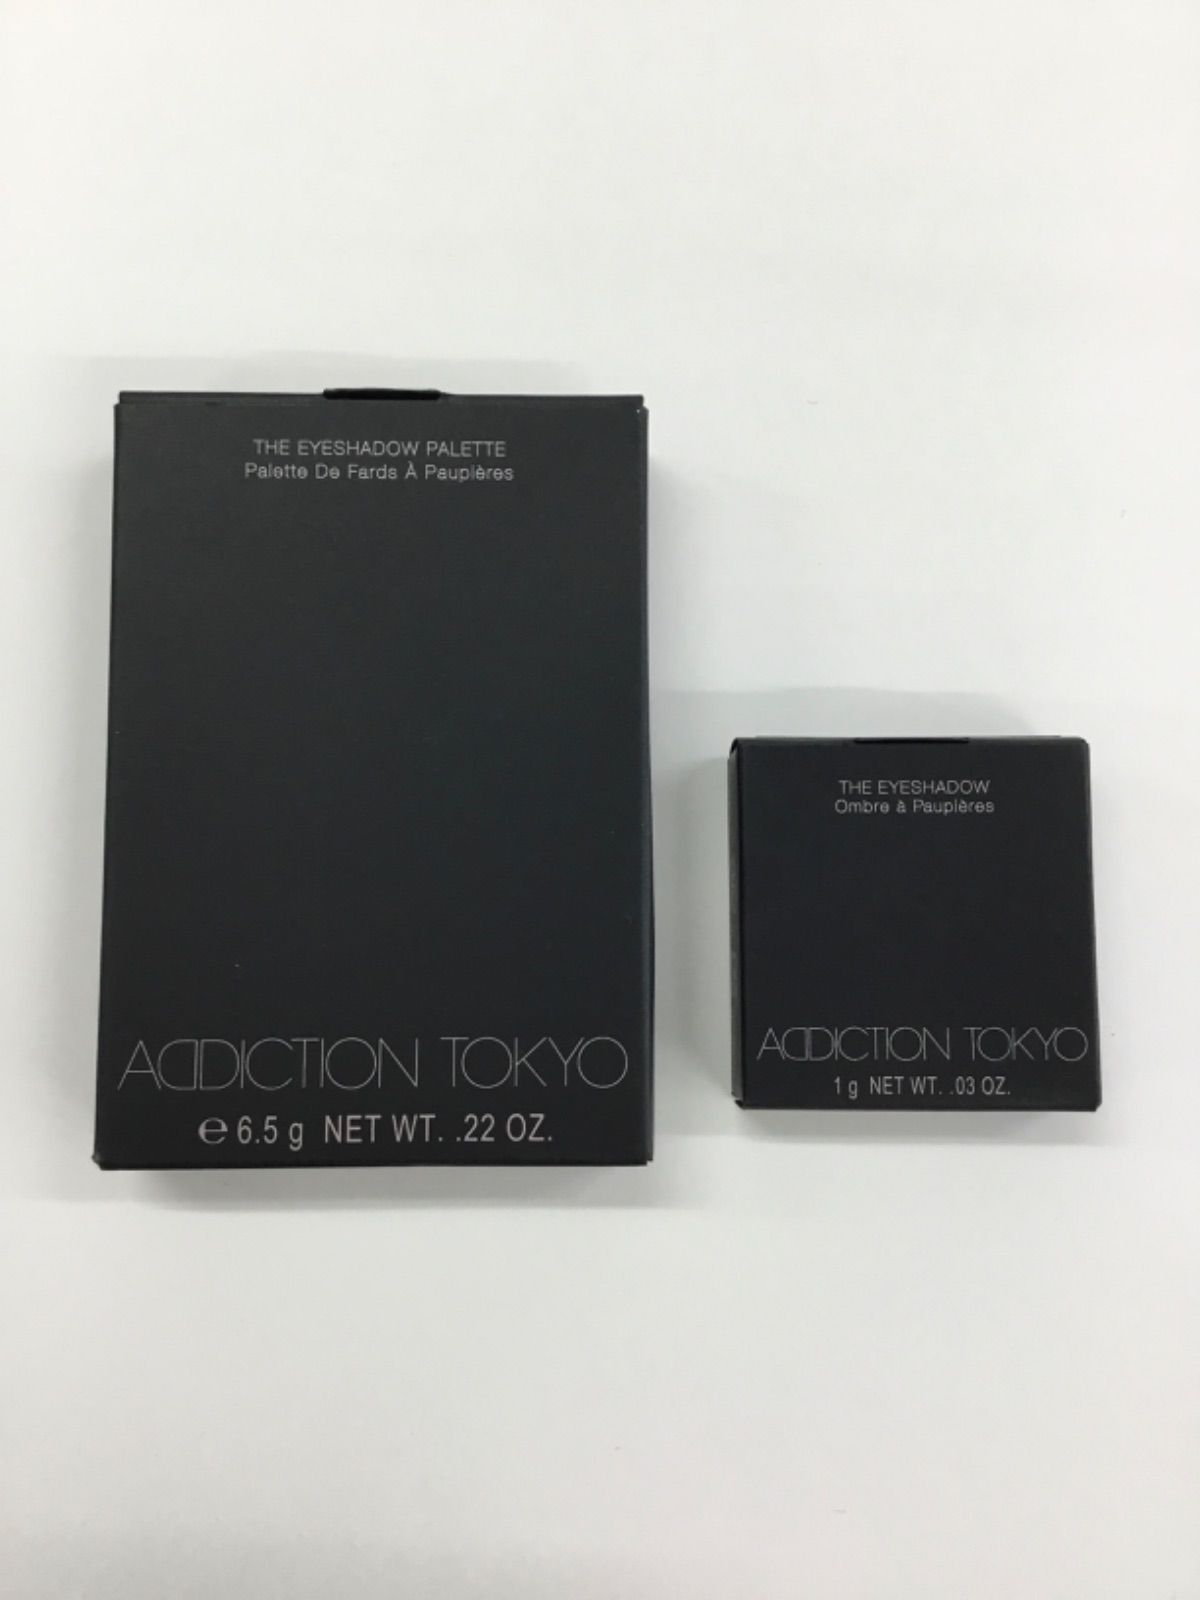 THE EYESHADOW PALETTE
Palette De Fards À Paupières
ADDICTION TOKYO
℮ 6.5 g NET WT. .22 OZ.
THE EYESHADOW
Ombre à Paupières
ADDICTION TOKYO
1 g NET WT. .03 OZ.